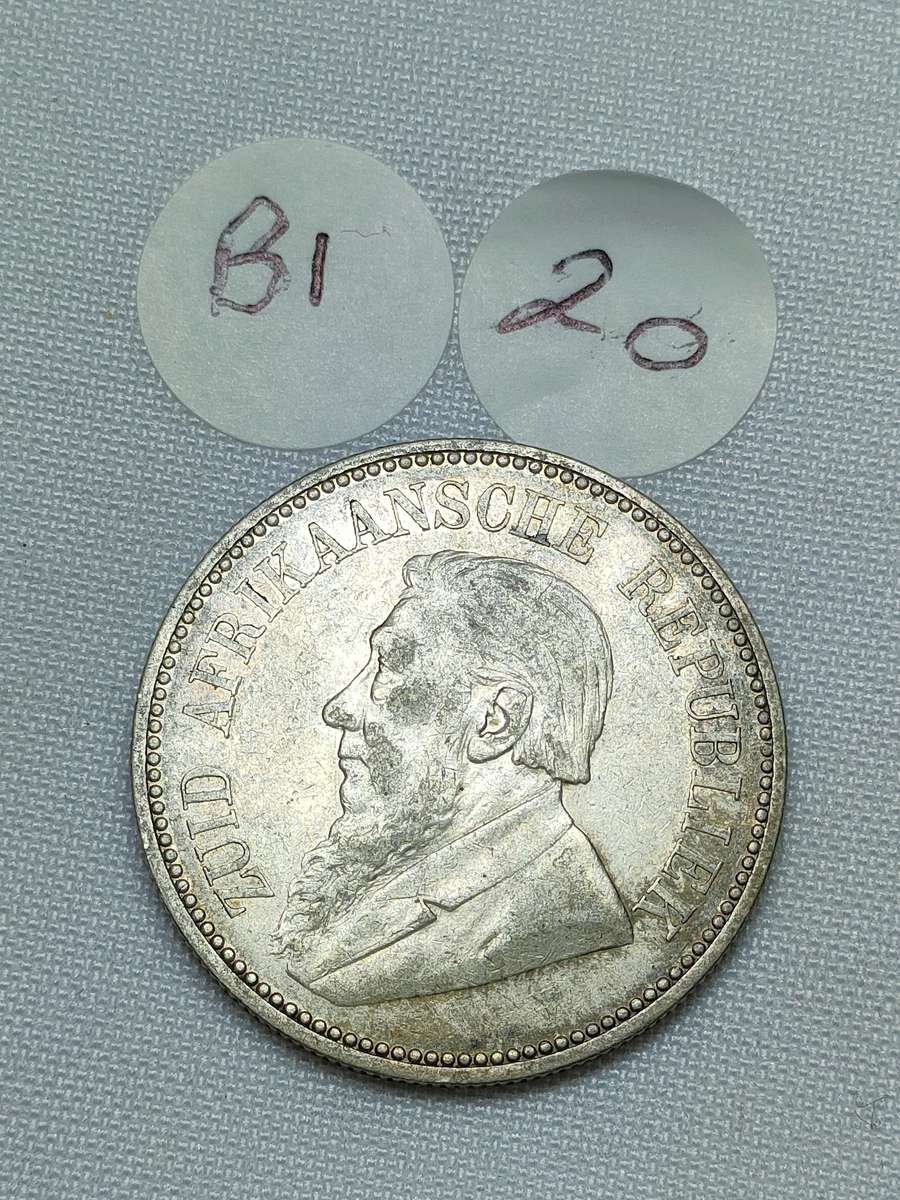 B1
20
ZUID AFRIKAANSCHE REPUBLIEK